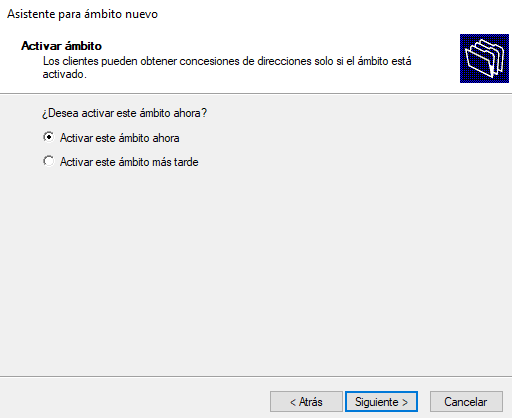 Asistente para ámbito nuevo
Activar ámbito
Los clientes pueden obtener concesiones de direcciones solo si el ámbito está
activado.
¿Desea activar este ámbito ahora?
Activar este ámbito ahora
Activar este ámbito más tarde
< Atrás
Siguiente >
Cancelar